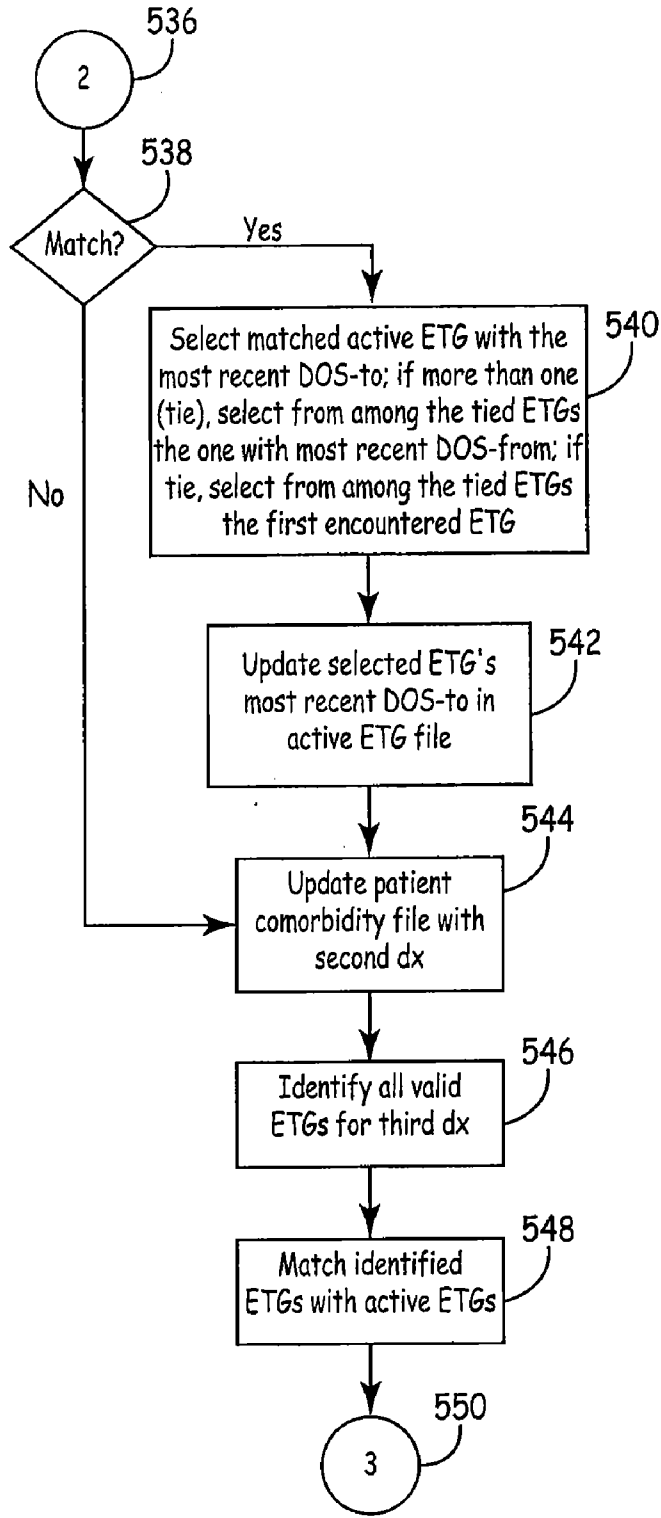 536
2
538
Match?
Yes
540
Select matched active ETG with the
most recent DOS-to; if more than one
(tie), select from among the tied ETGs
the one with most recent DOS-from; if
tie, select from among the tied ETGs
the first encountered ETG
No
542
Update selected ETG's
most recent DOS-to in
active ETG file
544
Update patient
comorbidity file with
second dx
546
Identify all valid
ETGs for third dx
548
Match identified
ETGs with active ETGs
550
3